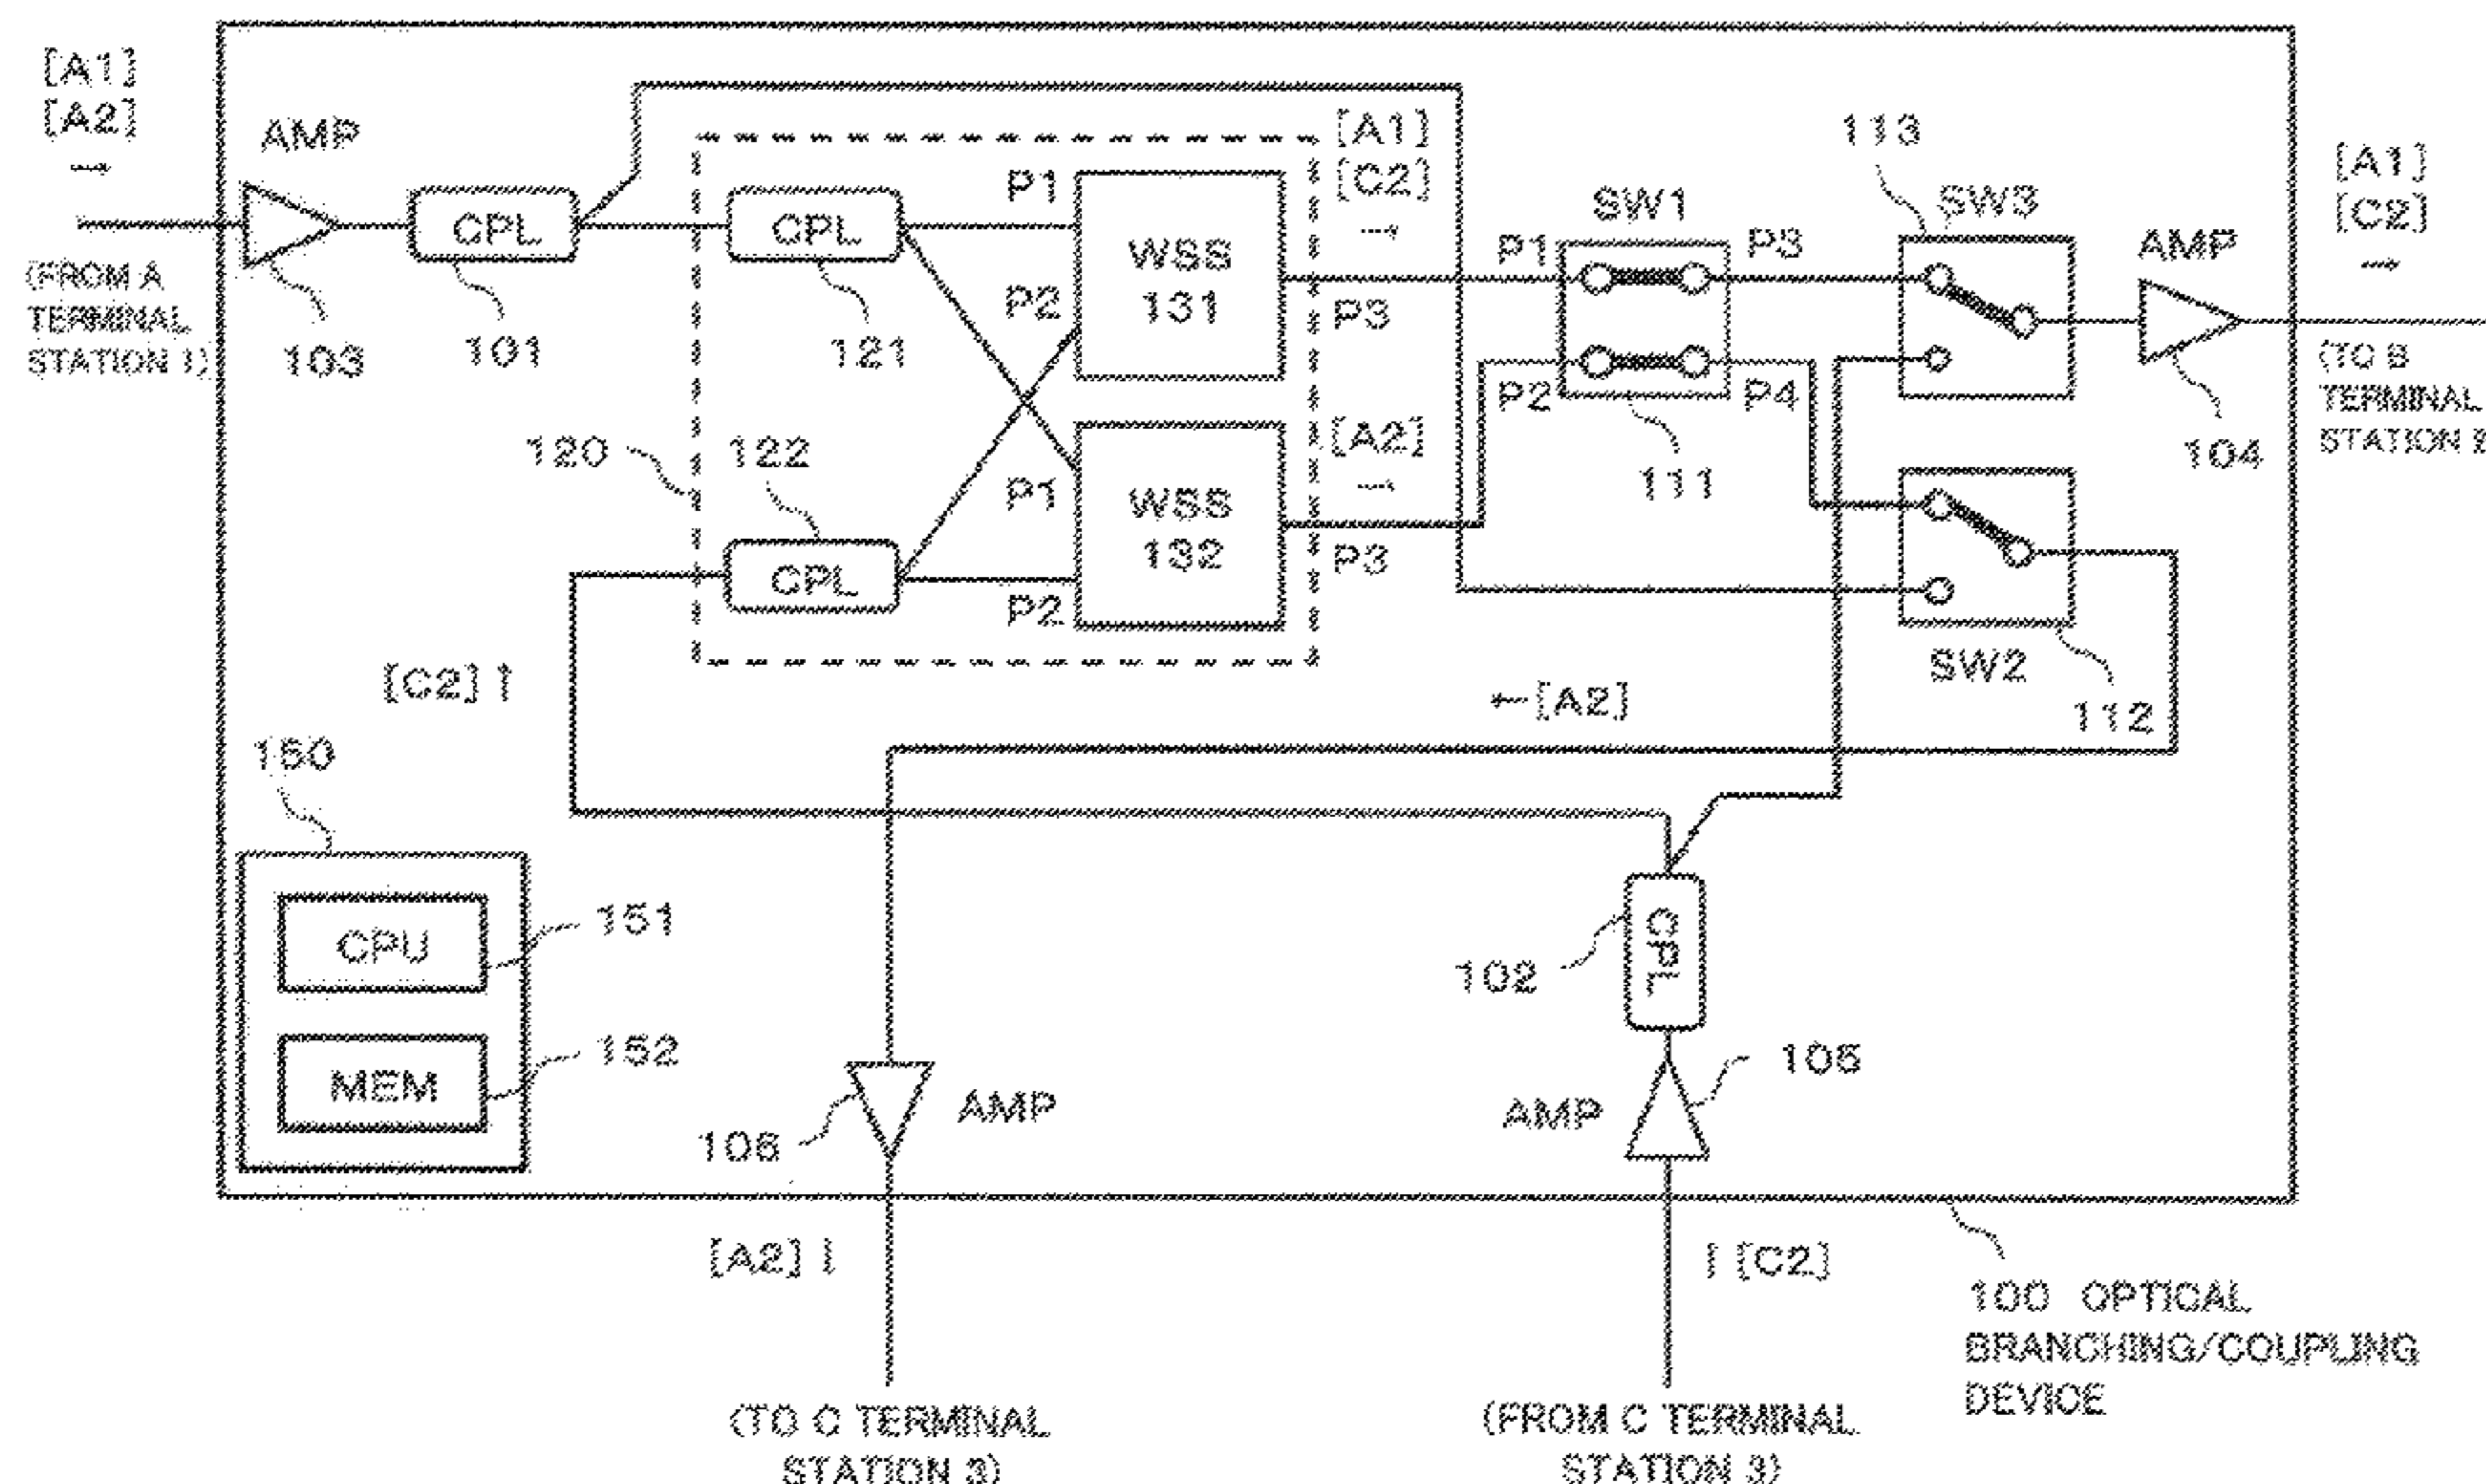 [A1]
[A2]
→
(FROM A
TERMINAL
STATION 1)
AMP
103
CPL
101
120
CPL
121
122
CPL
P1
P2
WSS
131
P1
P2
WSS
132
[A1]
[C2]
→
P3
[A2]
→
P3
SW1
P1
P2
P3
P4
111
113
SW3
AMP
104
[A1]
[C2]
→
(TO B
TERMINAL
STATION 2
SW2
112
[C2] ↑
←[A2]
150
CPU
151
MEM
152
106
AMP
102
CPL
AMP
105
[A2] ↓
↑ [C2]
(TO C TERMINAL
STATION 3)
(FROM C TERMINAL
STATION 3)
100 OPTICAL
BRANCHING/COUPLING
DEVICE